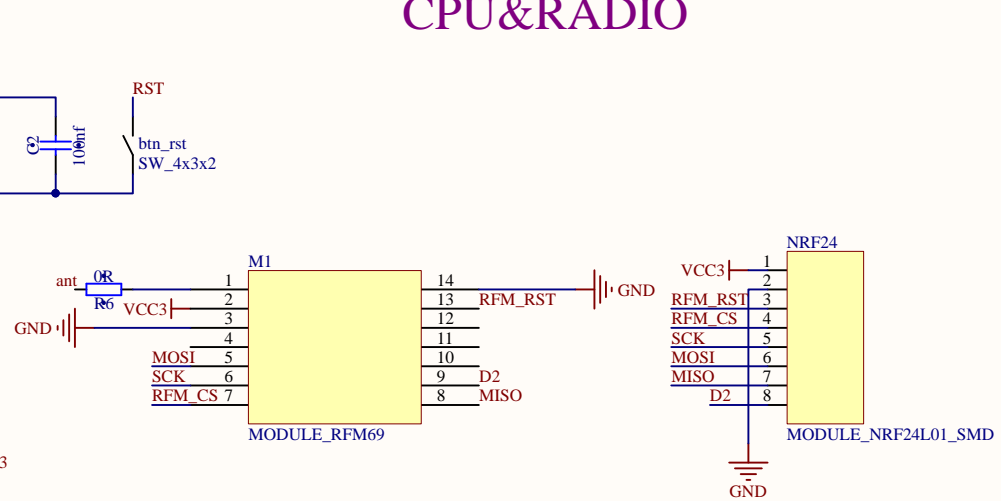 CPU&RADIO
RST
C2
100nf
btn_rst
SW_4x3x2
ant
0R
R6
VCC3
GND
MOSI
SCK
RFM_CS
M1
1
2
3
4
5
6
7
14
13
12
11
10
9
8
MODULE_RFM69
RFM_RST
D2
MISO
GND
NRF24
VCC3
RFM_RST
RFM_CS
SCK
MOSI
MISO
D2
1
2
3
4
5
6
7
8
MODULE_NRF24L01_SMD
GND
3